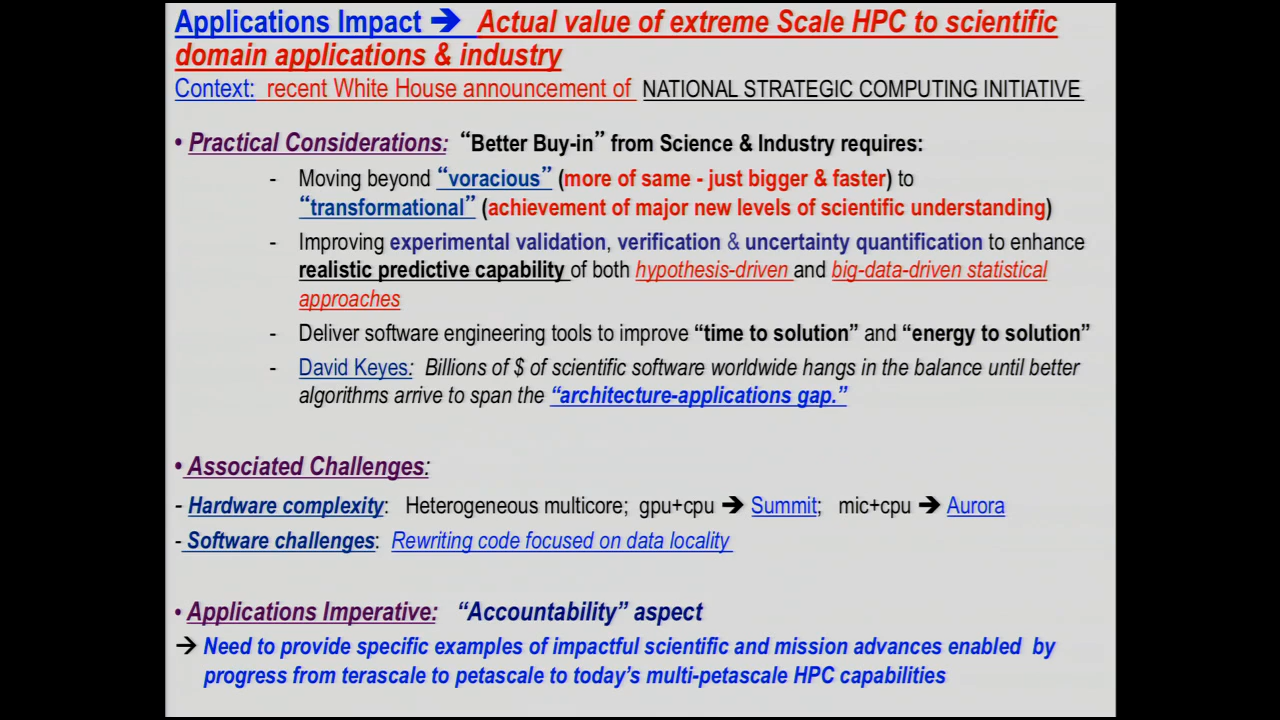 Applications Impact ➔ Actual value of extreme Scale HPC to scientific
domain applications & industry
Context: recent White House announcement of NATIONAL STRATEGIC COMPUTING INITIATIVE
• Practical Considerations: “Better Buy-in” from Science & Industry requires:
- Moving beyond “voracious” (more of same - just bigger & faster) to
“transformational” (achievement of major new levels of scientific understanding)
- Improving experimental validation, verification & uncertainty quantification to enhance
realistic predictive capability of both hypothesis-driven and big-data-driven statistical
approaches
- Deliver software engineering tools to improve “time to solution” and “energy to solution”
- David Keyes: Billions of $ of scientific software worldwide hangs in the balance until better
algorithms arrive to span the “architecture-applications gap.”
• Associated Challenges:
- Hardware complexity: Heterogeneous multicore; gpu+cpu ➔ Summit; mic+cpu ➔ Aurora
- Software challenges: Rewriting code focused on data locality
• Applications Imperative: “Accountability” aspect
➔ Need to provide specific examples of impactful scientific and mission advances enabled by
progress from terascale to petascale to today’s multi-petascale HPC capabilities